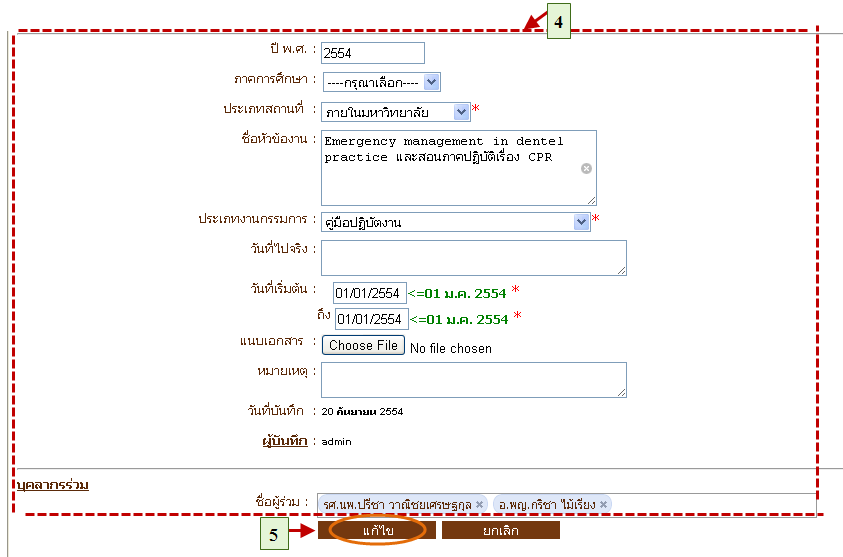 4
ปี พ.ศ. : 2554
ภาคการศึกษา : ----กรุณาเลือก----
ประเภทสถานที่ : ภายในมหาวิทยาลัย *
ชื่อหัวข้องาน : Emergency management in dentel
practice และสอนภาคปฏิบัติเรื่อง CPR
ประเภทงานกรรมการ : คู่มือปฏิบัตงาน *
วันที่ไปจริง :
วันที่เริ่มต้น : 01/01/2554 <=01 ม.ค. 2554 *
ถึง 01/01/2554 <=01 ม.ค. 2554 *
แนบเอกสาร : Choose File No file chosen
หมายเหตุ :
วันที่บันทึก : 20 กันยายน 2554
ผู้บันทึก : admin
บุคลากรร่วม
ชื่อผู้ร่วม : รศ.นพ.ปรีชา วาณิชยเศรษฐกุล × อ.พญ.กริชา ไม้เรียง ×
5 แก้ไข ยกเลิก